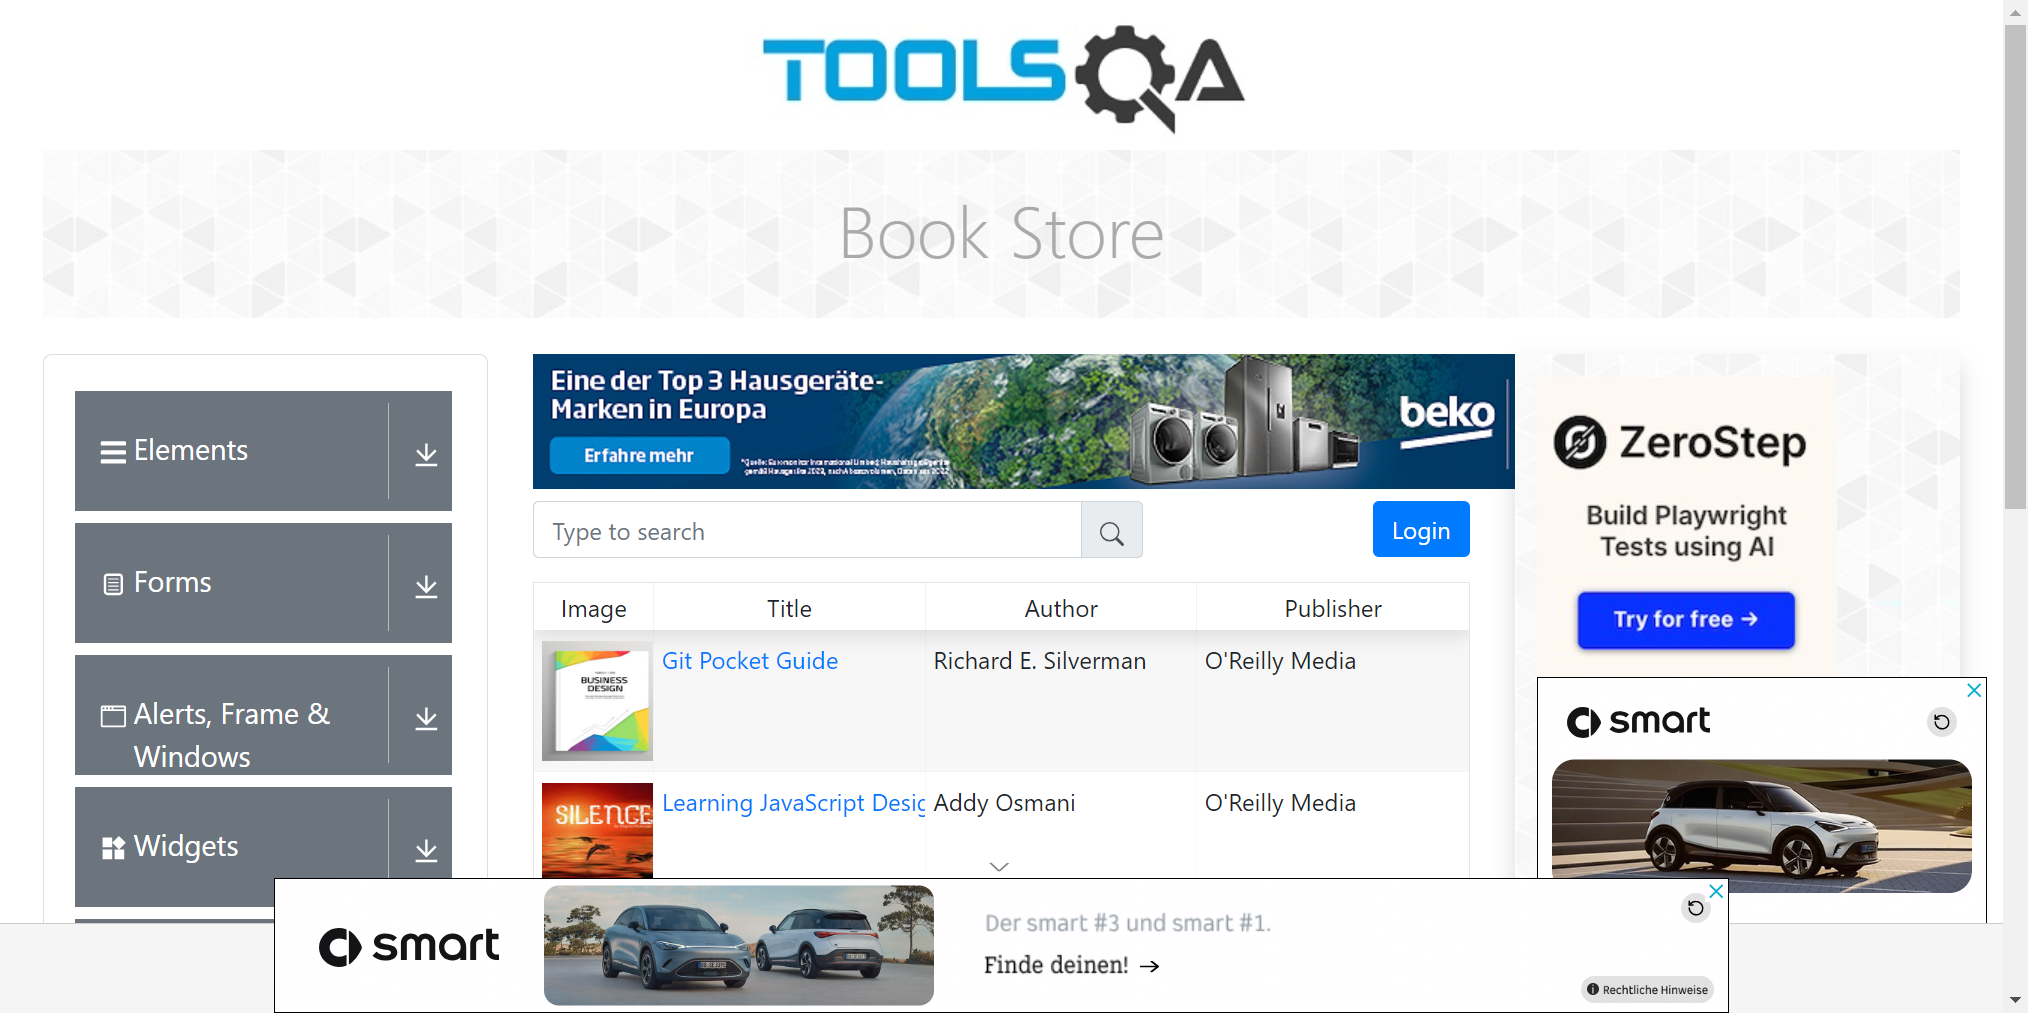 TOOLSQA
Book Store
Elements
Forms
Alerts, Frame &
Windows
Widgets
Eine der Top 3 Hausgeräte-
Marken in Europa
Erfahre mehr
beko
Type to search
Login
Image Title Author Publisher
BUSINESS
DESIGN
Git Pocket Guide Richard E. Silverman O'Reilly Media
SILENCE
Learning JavaScript Desig Addy Osmani O'Reilly Media
ZeroStep
Build Playwright
Tests using AI
Try for free →
smart
smart
Der smart #3 und smart #1.
Finde deinen! →
Rechtliche Hinweise